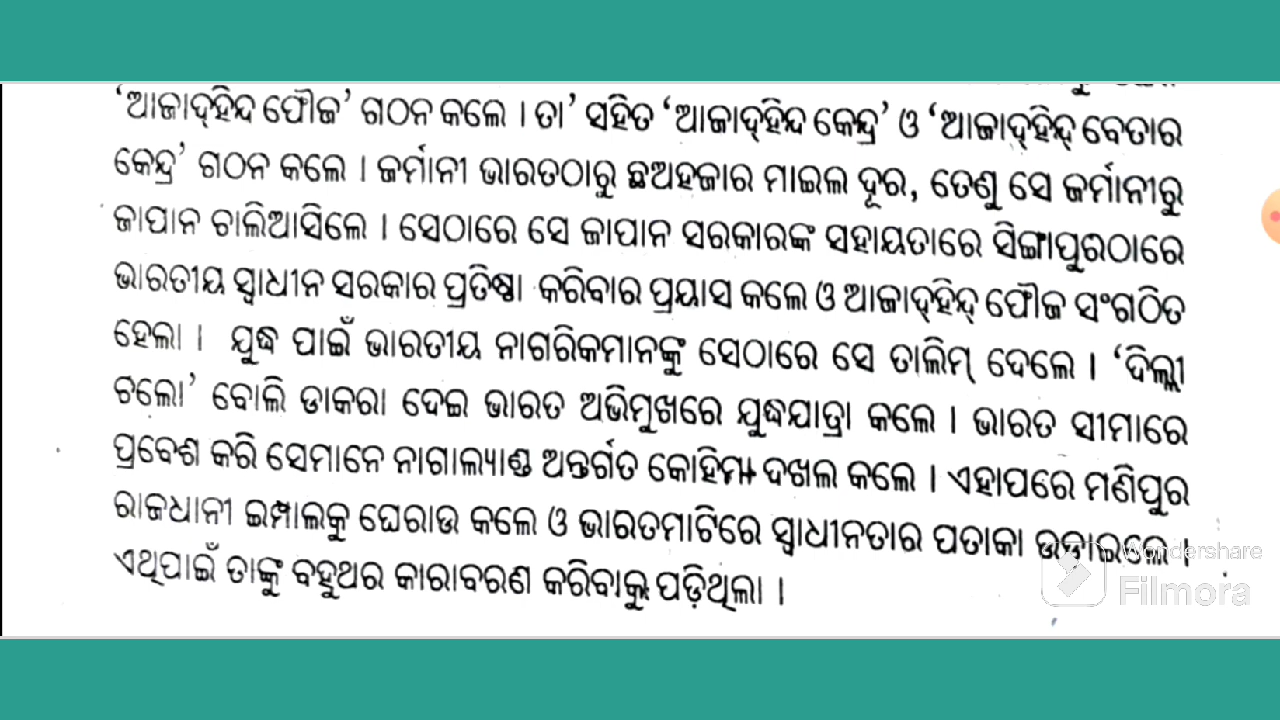 ‘ଆଜାଦ୍‌ହିନ୍ଦ ଫୌଜ’ ଗଠନ କଲେ । ତା’ ସହିତ ‘ଆଜାଦ୍‌ହିନ୍ଦ କେନ୍ଦ୍ର’ ଓ ‘ଆଜାଦ୍‌ହିନ୍ଦ୍ ବେତାର
କେନ୍ଦ୍ର’ ଗଠନ କଲେ । ଜର୍ମାନୀ ଭାରତଠାରୁ ଛଅହଜାର ମାଇଲ ଦୂର, ତେଣୁ ସେ ଜର୍ମାନୀରୁ
ଜାପାନ ଚାଲିଆସିଲେ । ସେଠାରେ ସେ ଜାପାନ ସରକାରଙ୍କ ସହାୟତାରେ ସିଙ୍ଗାପୁରଠାରେ
ଭାରତୀୟ ସ୍ୱାଧୀନ ସରକାର ପ୍ରତିଷ୍ଠା କରିବାର ପ୍ରୟାସ କଲେ ଓ ଆଜାଦ୍‌ହିନ୍ଦ୍ ଫୌଜ ସଂଗଠିତ
ହେଲା । ଯୁଦ୍ଧ ପାଇଁ ଭାରତୀୟ ନାଗରିକମାନଙ୍କୁ ସେଠାରେ ସେ ତାଲିମ୍ ଦେଲେ । ‘ଦିଲ୍ଲୀ
ଚଲୋ’ ବୋଲି ଡାକରା ଦେଇ ଭାରତ ଅଭିମୁଖରେ ଯୁଦ୍ଧଯାତ୍ରା କଲେ । ଭାରତ ସୀମାରେ
ପ୍ରବେଶ କରି ସେମାନେ ନାଗାଲ୍ୟାଣ୍ଡ ଅନ୍ତର୍ଗତ କୋହିମା ଦଖଲ କଲେ । ଏହାପରେ ମଣିପୁର
ରାଜଧାନୀ ଇମ୍ଫାଲକୁ ଘେରାଉ କଲେ ଓ ଭାରତମାଟିରେ ସ୍ୱାଧୀନତାର ପତାକା ଉଡ଼ାଇଲେ ।
ଏଥିପାଇଁ ତାଙ୍କୁ ବହୁଥର କାରାବରଣ କରିବାକୁ ପଡ଼ିଥିଲା ।
Wondershare
Filmora